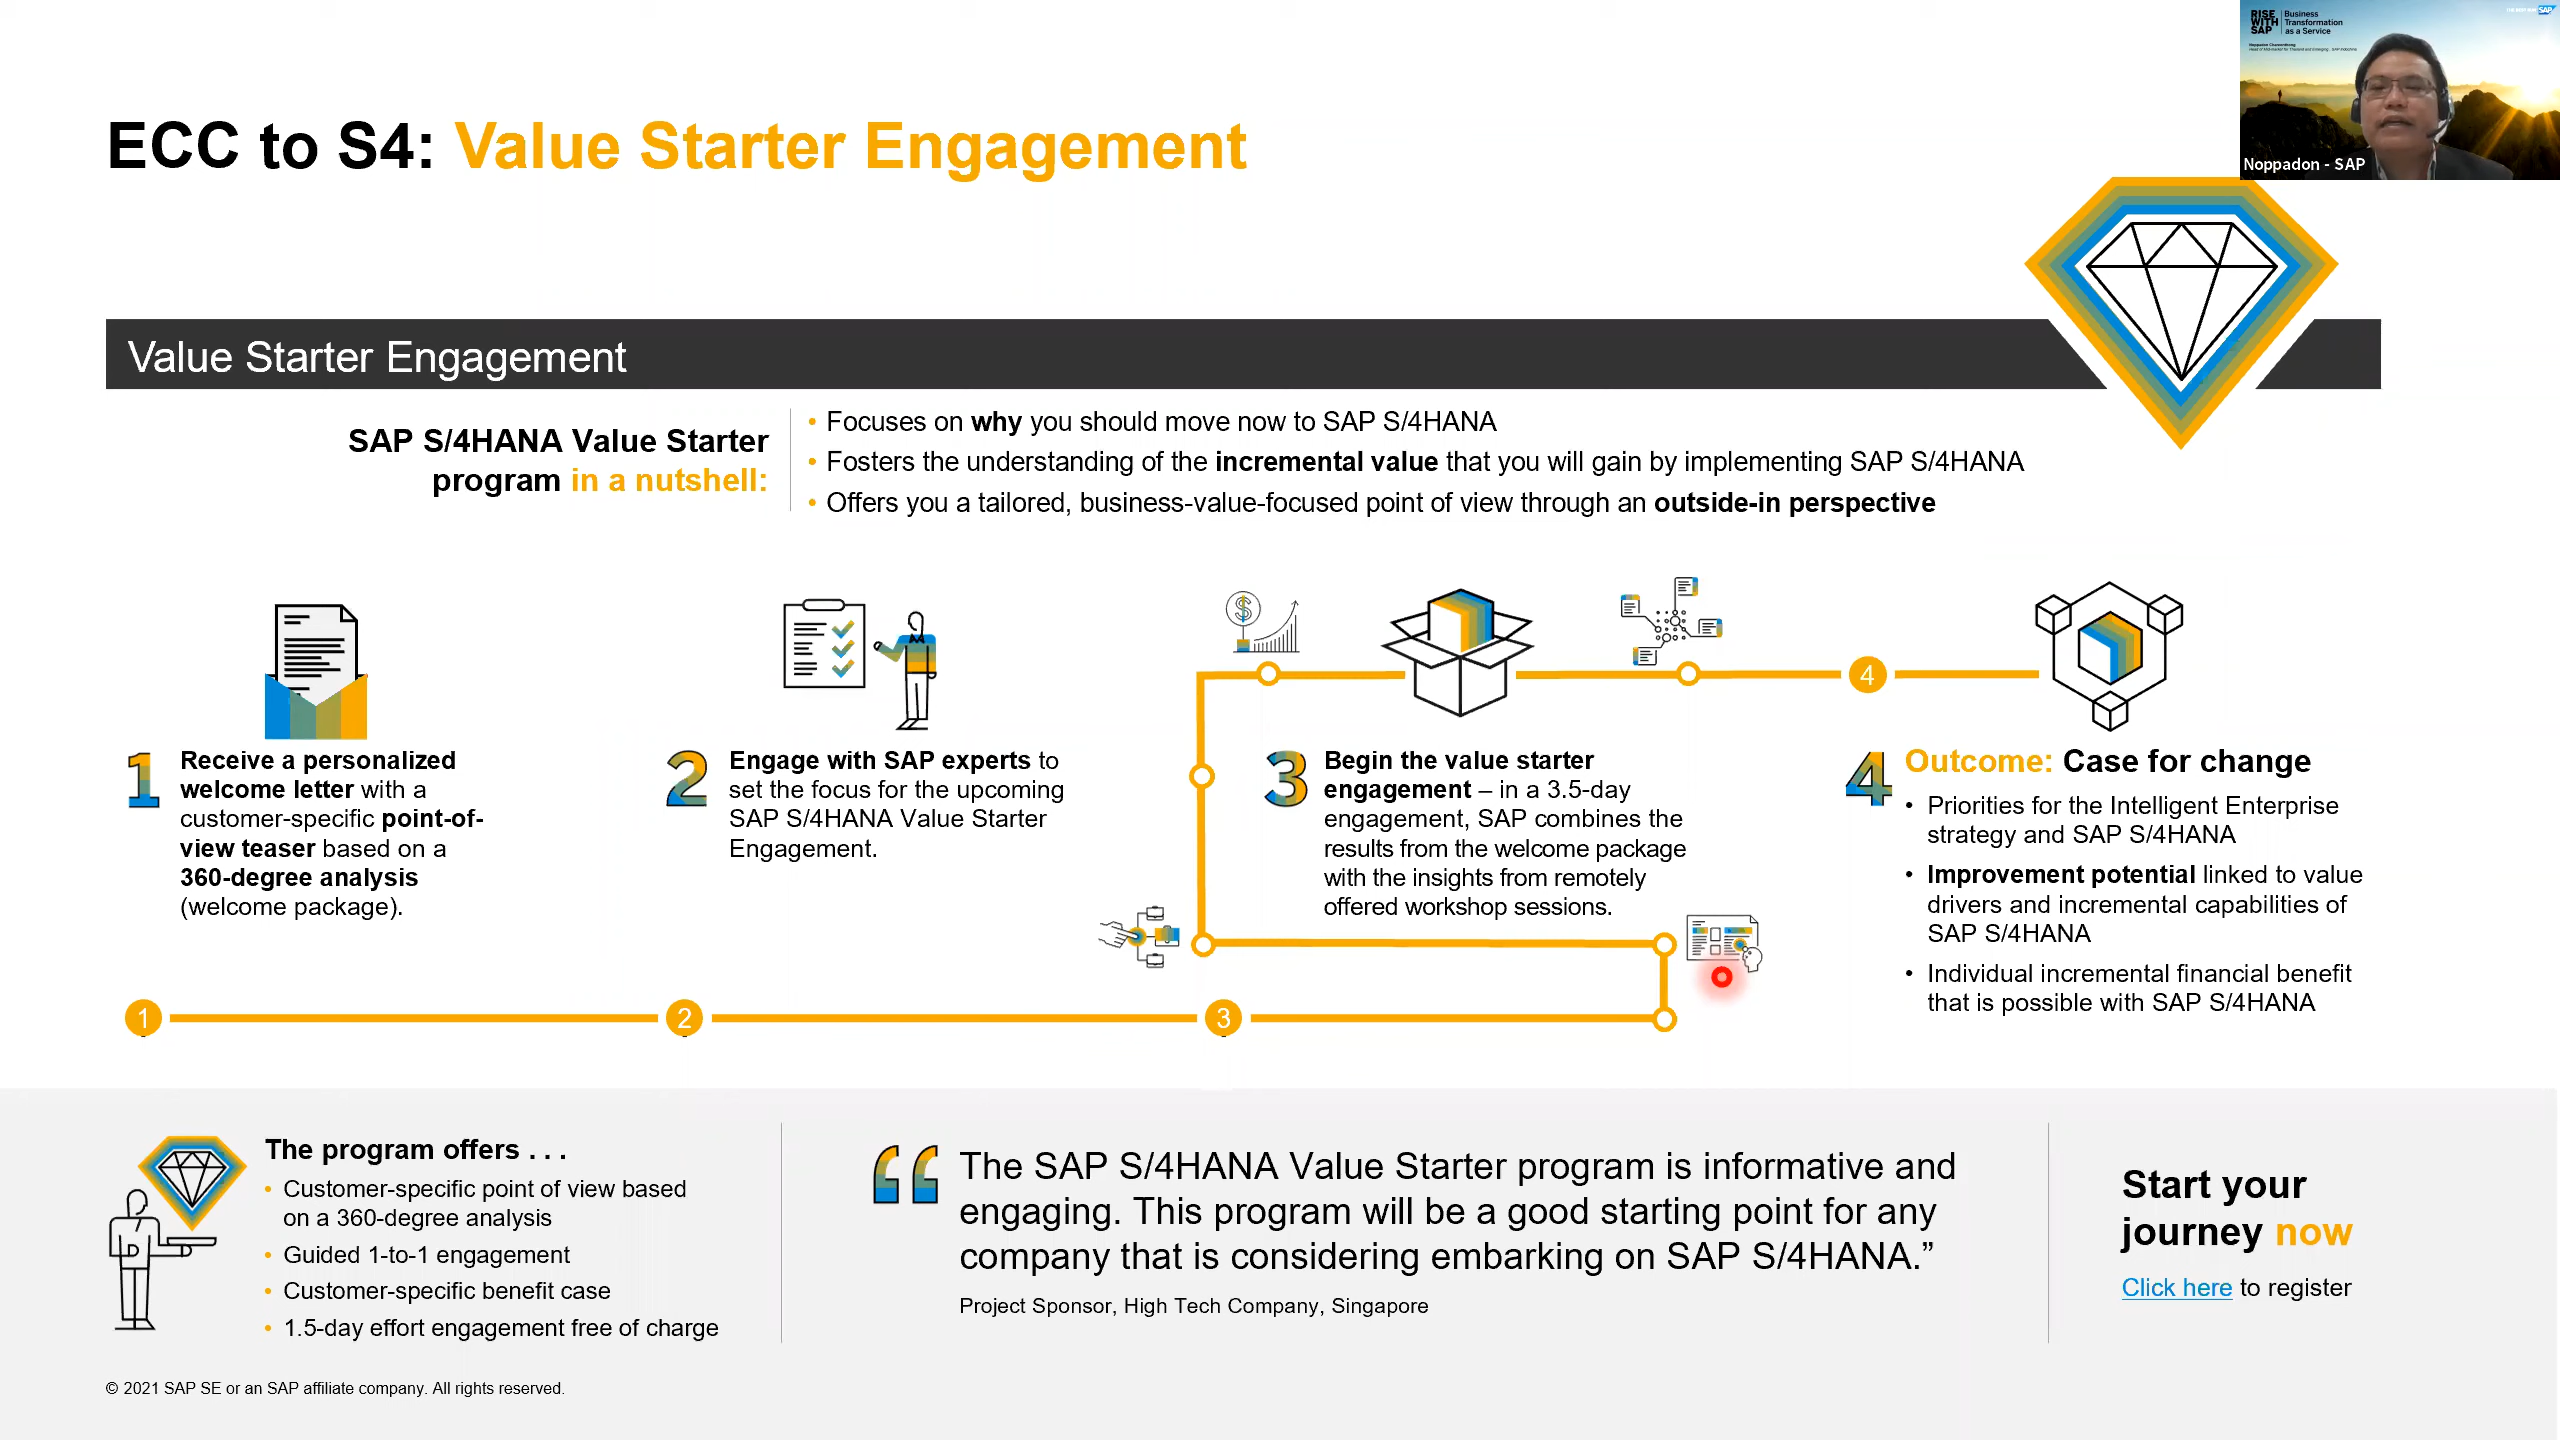 RISE
WITH
SAP
Business
Transformation
as a Service
SAP
Noppadon - SAP
ECC to S4: Value Starter Engagement
Value Starter Engagement
SAP S/4HANA Value Starter
program in a nutshell:
• Focuses on why you should move now to SAP S/4HANA
• Fosters the understanding of the incremental value that you will gain by implementing SAP S/4HANA
• Offers you a tailored, business-value-focused point of view through an outside-in perspective
1
Receive a personalized
welcome letter with a
customer-specific point-of-
view teaser based on a
360-degree analysis
(welcome package).
2
Engage with SAP experts to
set the focus for the upcoming
SAP S/4HANA Value Starter
Engagement.
$
3
Begin the value starter
engagement – in a 3.5-day
engagement, SAP combines the
results from the welcome package
with the insights from remotely
offered workshop sessions.
4
4
Outcome: Case for change
• Priorities for the Intelligent Enterprise
strategy and SAP S/4HANA
• Improvement potential linked to value
drivers and incremental capabilities of
SAP S/4HANA
• Individual incremental financial benefit
that is possible with SAP S/4HANA
1
2
3
The program offers . . .
• Customer-specific point of view based
on a 360-degree analysis
• Guided 1-to-1 engagement
• Customer-specific benefit case
• 1.5-day effort engagement free of charge
“The SAP S/4HANA Value Starter program is informative and
engaging. This program will be a good starting point for any
company that is considering embarking on SAP S/4HANA.”
Project Sponsor, High Tech Company, Singapore
Start your
journey now
Click here to register
© 2021 SAP SE or an SAP affiliate company. All rights reserved.